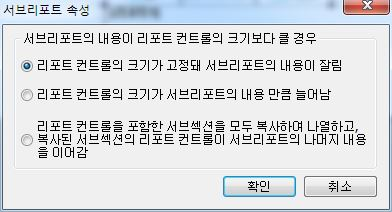 서브리포트 속성
서브리포트의 내용이 리포트 컨트롤의 크기보다 클 경우
리포트 컨트롤의 크기가 고정돼 서브리포트의 내용이 잘림
리포트 컨트롤의 크기가 서브리포트의 내용 만큼 늘어남
리포트 컨트롤을 포함한 서브섹션을 모두 복사하여 나열하고,
복사된 서브섹션의 리포트 컨트롤이 서브리포트의 나머지 내용
을 이어감
확인
취소